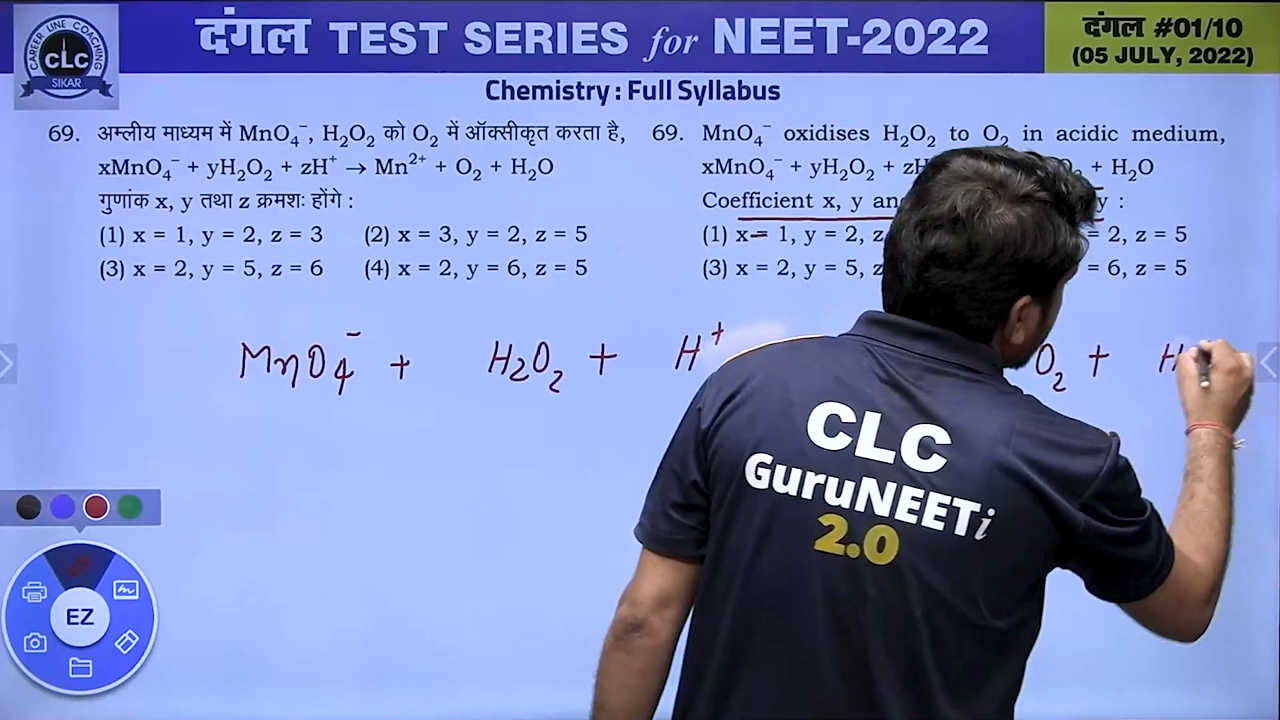 CAREER LINE COACHING
CLC
SIKAR
दंगल TEST SERIES for NEET-2022
दंगल #01/10
(05 JULY, 2022)
Chemistry : Full Syllabus
69. अम्लीय माध्यम में MnO₄⁻, H₂O₂ को O₂ में ऑक्सीकृत करता है,
xMnO₄⁻ + yH₂O₂ + zH⁺ → Mn²⁺ + O₂ + H₂O
गुणांक x, y तथा z क्रमशः होंगे :
(1) x = 1, y = 2, z = 3 (2) x = 3, y = 2, z = 5
(3) x = 2, y = 5, z = 6 (4) x = 2, y = 6, z = 5
69. MnO₄⁻ oxidises H₂O₂ to O₂ in acidic medium,
xMnO₄⁻ + yH₂O₂ + zH O₂ + H₂O
Coefficient x, y an y :
(1) x = 1, y = 2, z = 2, z = 5
(3) x = 2, y = 5, z = 6, z = 5
MnO₄⁻ + H₂O₂ + H⁺ O₂ + H
CLC
GuruNEETi
2.0
EZ